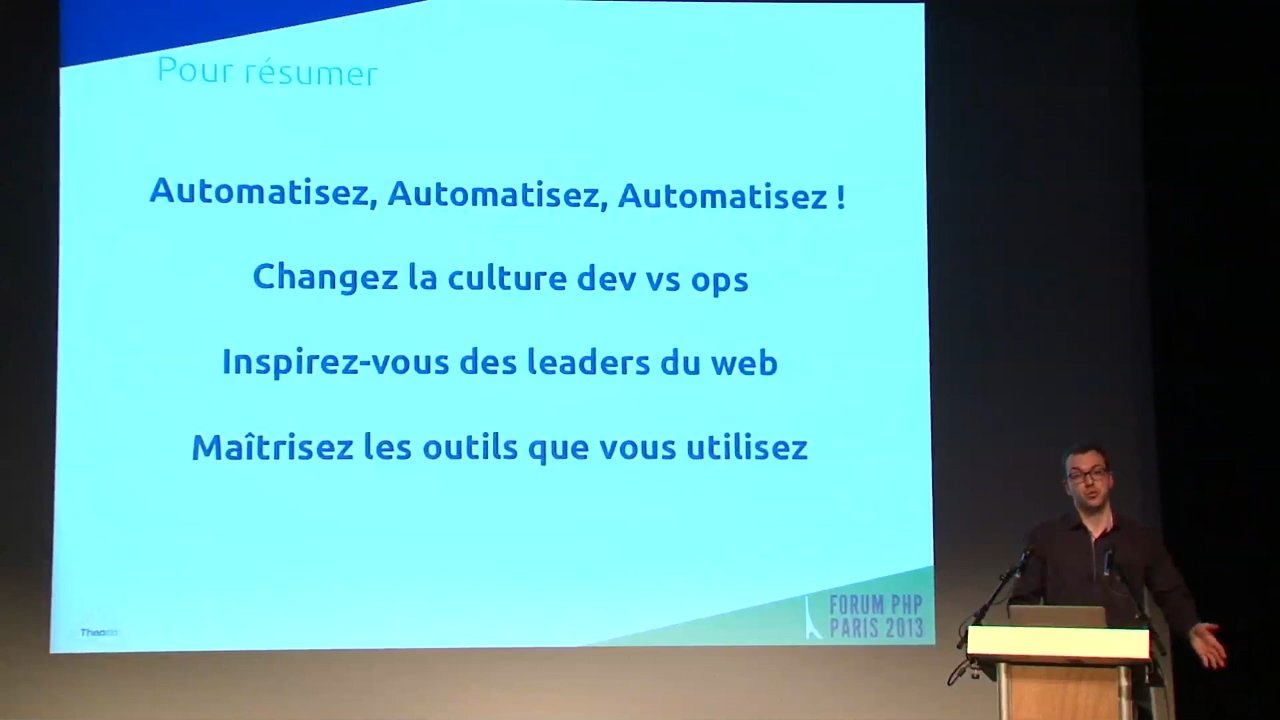 Pour résumer
Automatisez, Automatisez, Automatisez !
Changez la culture dev vs ops
Inspirez-vous des leaders du web
Maîtrisez les outils que vous utilisez
Theodo
FORUM PHP
PARIS 2013